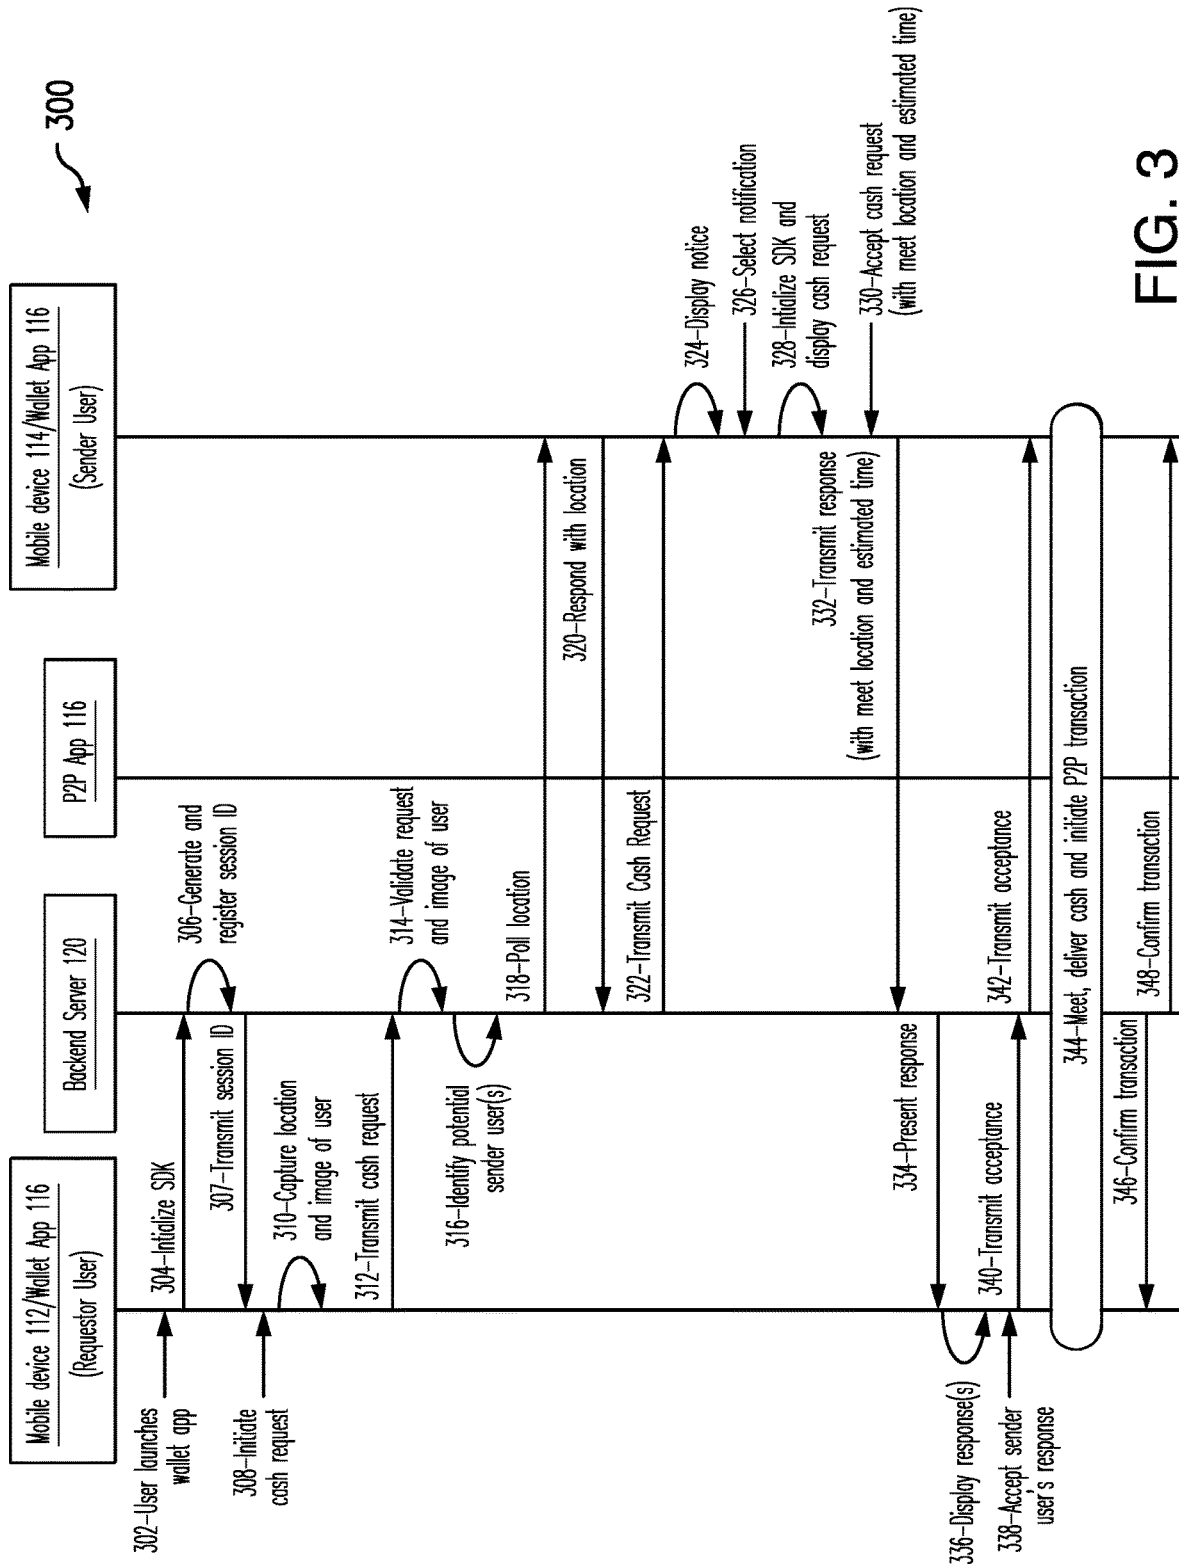 300
Mobile device 112/Wallet App 116
(Requestor User)
Backend Server 120
P2P App 116
Mobile device 114/Wallet App 116
(Sender User)
302-User launches
wallet app
304-Intialize SDK
306-Generate and
register session ID
307-Transmit session ID
308-Initiate
cash request
310-Capture location
and image of user
312-Transmit cash request
314-Validate request
and image of user
316-Identify potential
sender user(s)
318-Poll location
320-Respond with location
322-Transmit Cash Request
324-Display notice
326-Select notification
328-Intialize SDK and
display cash request
330-Accept cash request
(with meet location and estimated time)
332-Transmit response
(with meet location and estimated time)
334-Present response
336-Display response(s)
338-Accept sender
user's response
340-Transmit acceptance
342-Transmit acceptance
344-Meet, deliver cash and initiate P2P transaction
346-Confirm transaction
348-Confirm transaction
FIG. 3